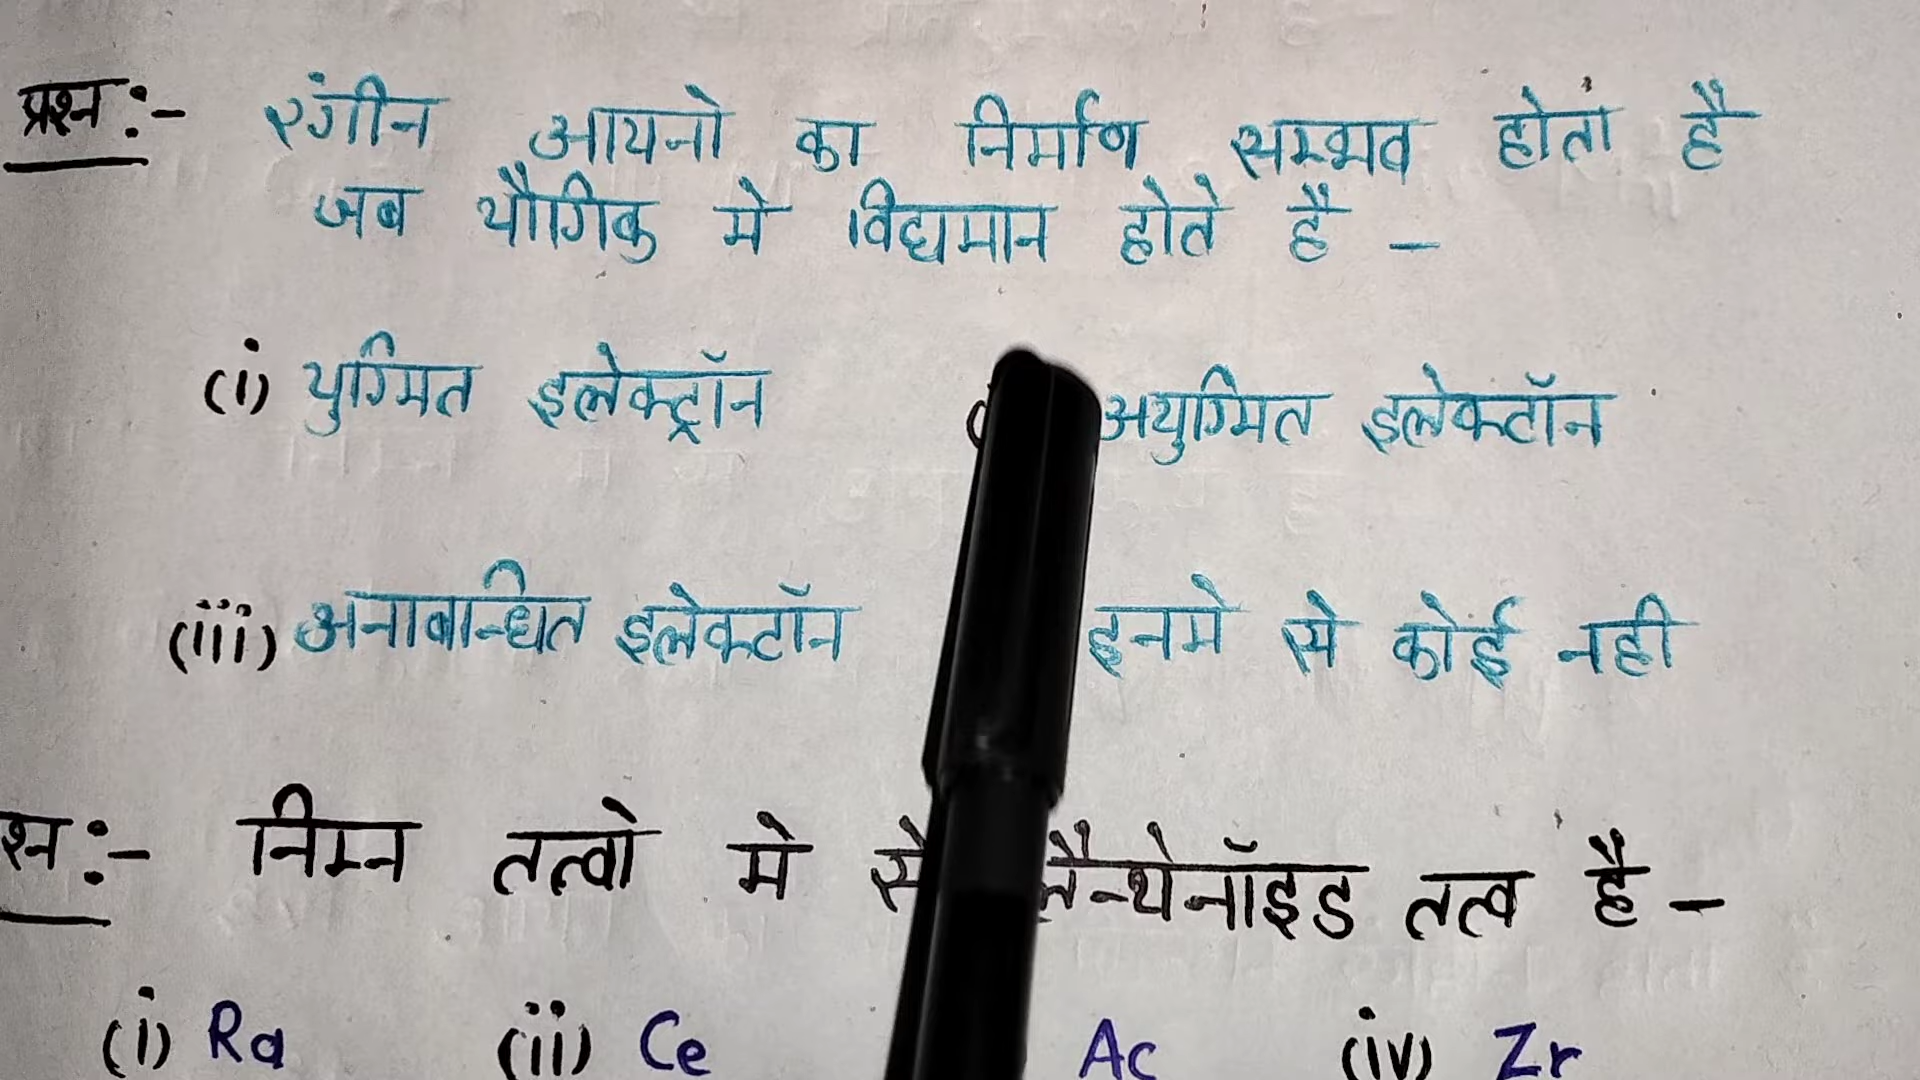 प्रश्न :- रंगीन आयनो का निर्माण सम्भव होता है
जब यौगिक मे विद्यमान होते है -
(i) युग्मित इलेक्ट्रॉन अयुग्मित इलेक्टॉन
(iii) अनाबन्धित इलेक्टॉन इनमे से कोई नही
श्न :- निम्न तत्वो मे से लैन्थेनॉइड तत्व है -
(i) Ra (ii) Ce Ac (iv) Zr